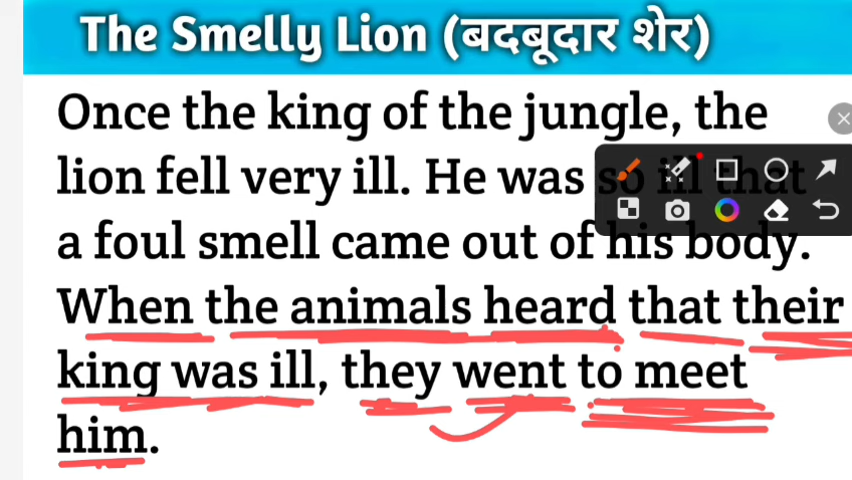 The Smelly Lion (बदबूदार शेर)
Once the king of the jungle, the
lion fell very ill. He was so ill that
a foul smell came out of his body.
When the animals heard that their
king was ill, they went to meet
him.